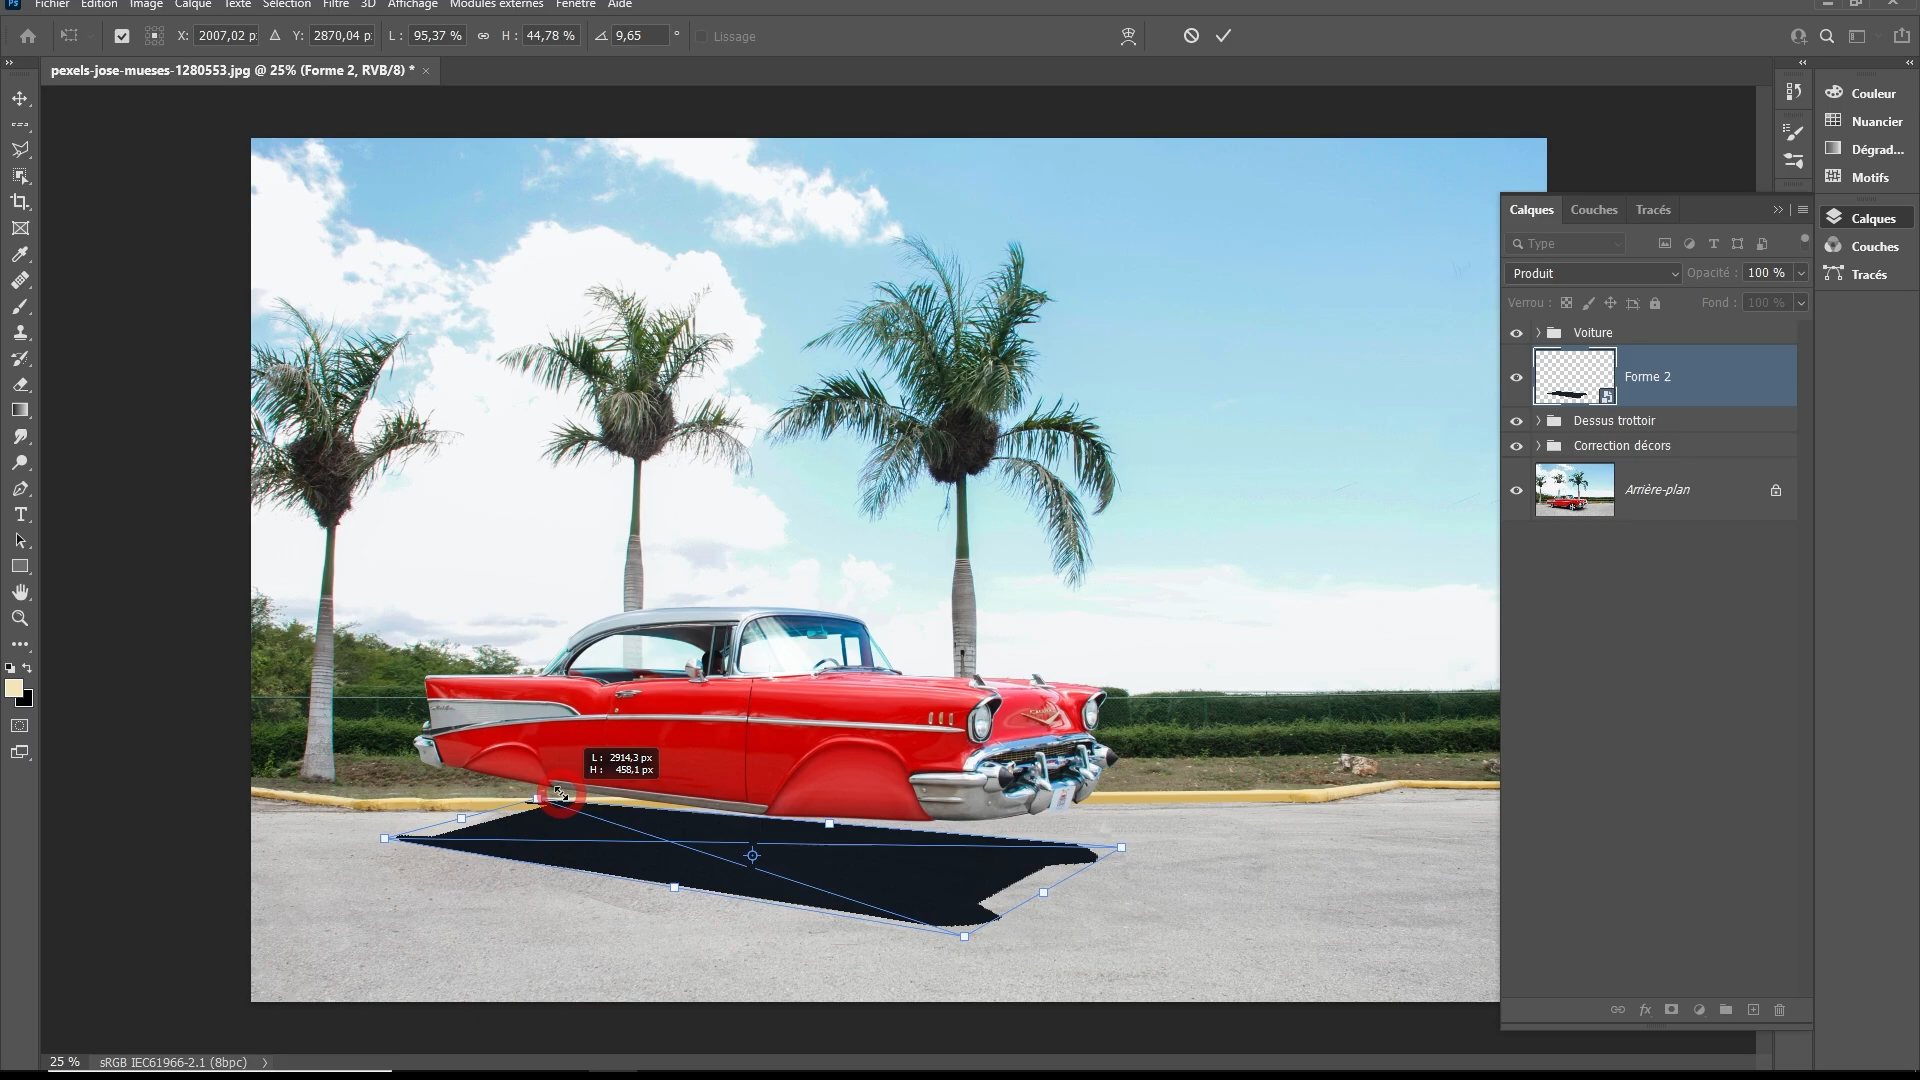 Ps Fichier Edition Image Calque Texte Sélection Filtre 3D Affichage Modules externes Fenêtre Aide
X: 2007,02 p Δ Y: 2870,04 p L : 95,37 % H : 44,78 % 9,65 ° Lissage
pexels-jose-mueses-1280553.jpg @ 25% (Forme 2, RVB/8) * ×
Couleur
Nuancier
Dégrad...
Motifs
Calques
Couches
Tracés
Calques Couches Tracés
Type
Produit Opacité : 100 %
Verrou : Fond : 100 %
Voiture
Forme 2
Dessus trottoir
Correction décors
Arrière-plan
L : 2914,3 px
H : 458,1 px
25 % sRGB IEC61966-2.1 (8bpc)